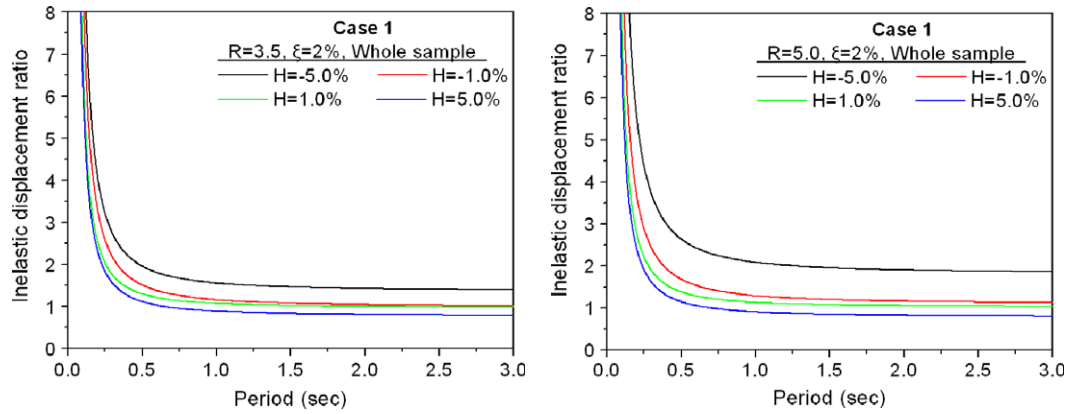 Case 1
R=3.5, ξ=2%, Whole sample
H=-5.0% H=-1.0%
H=1.0% H=5.0%
Inelastic displacement ratio
8
7
6
5
4
3
2
1
0
0.0 0.5 1.0 1.5 2.0 2.5 3.0
Period (sec)
Case 1
R=5.0, ξ=2%, Whole sample
H=-5.0% H=-1.0%
H=1.0% H=5.0%
Inelastic displacement ratio
8
7
6
5
4
3
2
1
0
0.0 0.5 1.0 1.5 2.0 2.5 3.0
Period (sec)